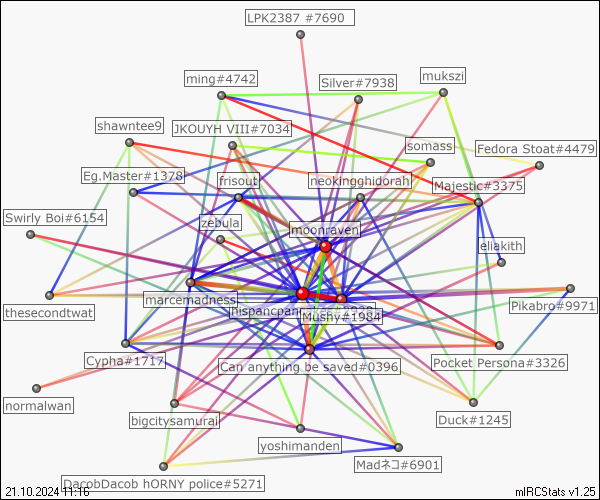 LPK2387 #7690
ming#4742
Silver#7938
mukszi
shawntee9
JKOUYH VIII#7034
somass
Fedora Stoat#4479
Eg.Master#1378
frisout
neokingghidorah
Majestic#3375
Swirly Boi#6154
zebula
moonraven
eliakith
marcemadness
Mushy#1984
Pikabro#9971
thesecondtwat
Cypha#1717
Can anything be saved#0396
Pocket Persona#3326
normalwan
bigcitysamurai
Duck#1245
yoshimanden
Madネコ#6901
DacobDacob hORNY police#5271
21.10.2024 11:16
mIRCStats v1.25